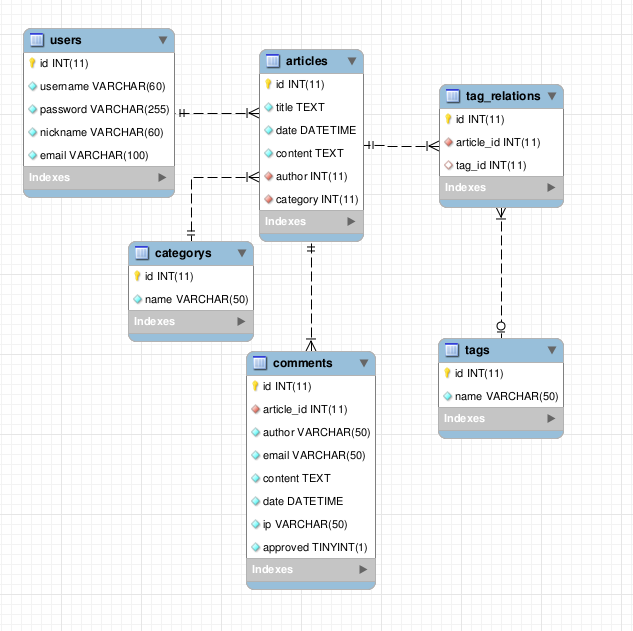 users
id INT(11)
username VARCHAR(60)
password VARCHAR(255)
nickname VARCHAR(60)
email VARCHAR(100)
Indexes
articles
id INT(11)
title TEXT
date DATETIME
content TEXT
author INT(11)
category INT(11)
Indexes
tag_relations
id INT(11)
article_id INT(11)
tag_id INT(11)
Indexes
categorys
id INT(11)
name VARCHAR(50)
Indexes
comments
id INT(11)
article_id INT(11)
author VARCHAR(50)
email VARCHAR(50)
content TEXT
date DATETIME
ip VARCHAR(50)
approved TINYINT(1)
Indexes
tags
id INT(11)
name VARCHAR(50)
Indexes